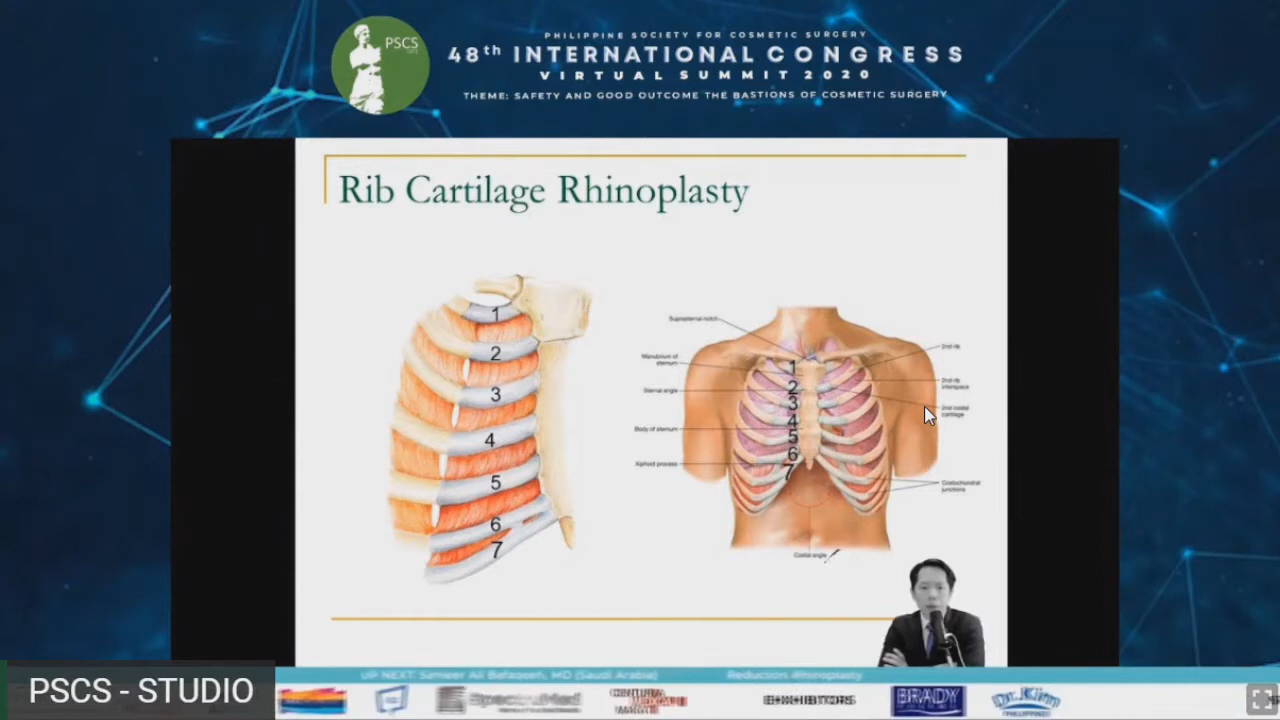 PSCS
PHILIPPINE SOCIETY FOR COSMETIC SURGERY
48th INTERNATIONAL CONGRESS
VIRTUAL SUMMIT 2020
THEME: SAFETY AND GOOD OUTCOME THE BASTIONS OF COSMETIC SURGERY
Rib Cartilage Rhinoplasty
1
2
3
4
5
6
7
Suprasternal notch
Manubrium of
sternum
Sternal angle
Body of sternum
Xiphoid process
1
2
3
4
5
6
7
2nd rib
2nd rib
interspace
2nd costal
cartilage
Costochondral
junctions
Costal angle
UP NEXT: Sameer Ali Bafaqeeh, MD (Saudi Arabia)
Reduction Rhinoplasty
PSCS - STUDIO
EXHIBITORS
BRADY